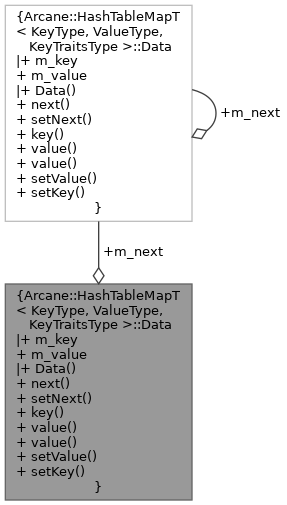 {Arcane::HashTableMapT
< KeyType, ValueType,
KeyTraitsType >::Data
|+ m_key
+ m_value
|+ Data()
+ next()
+ setNext()
+ key()
+ value()
+ value()
+ setValue()
+ setKey()
}
+m_next
+m_next
{Arcane::HashTableMapT
< KeyType, ValueType,
KeyTraitsType >::Data
|+ m_key
+ m_value
|+ Data()
+ next()
+ setNext()
+ key()
+ value()
+ value()
+ setValue()
+ setKey()
}